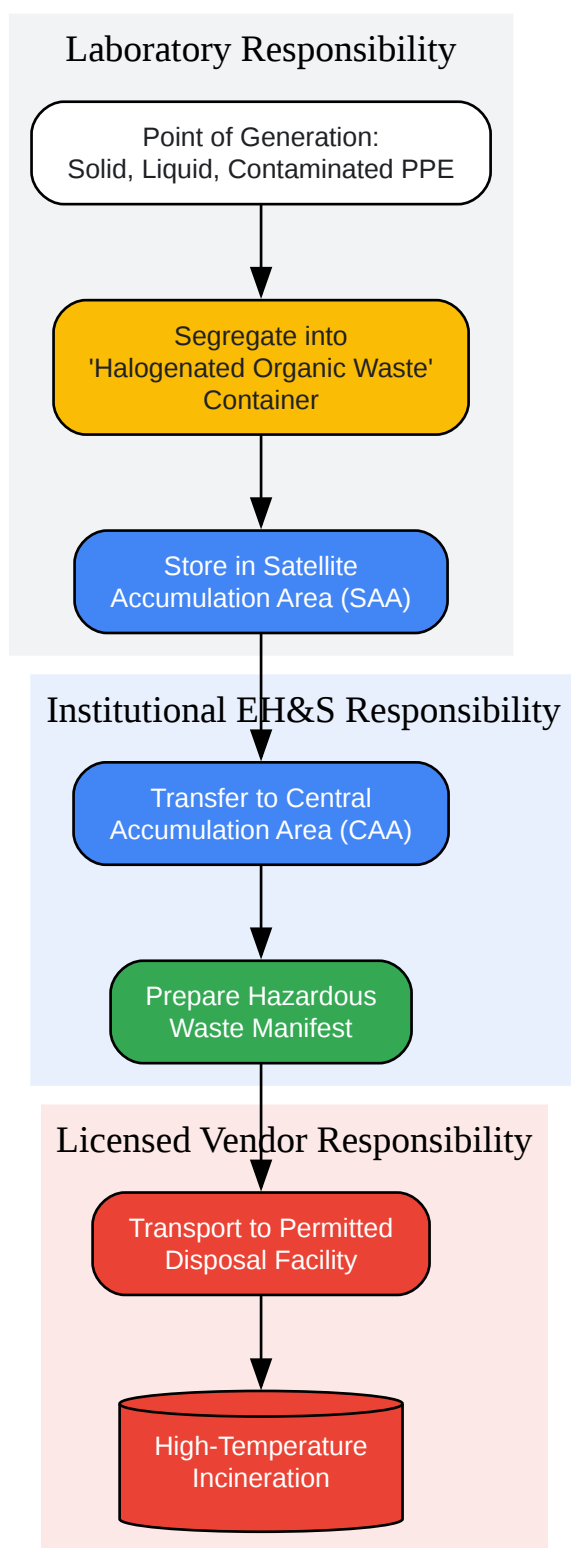 Laboratory Responsibility
Point of Generation:
Solid, Liquid, Contaminated PPE
Segregate into
'Halogenated Organic Waste'
Container
Store in Satellite
Accumulation Area (SAA)
Institutional EH&S Responsibility
Transfer to Central
Accumulation Area (CAA)
Prepare Hazardous
Waste Manifest
Licensed Vendor Responsibility
Transport to Permitted
Disposal Facility
High-Temperature
Incineration